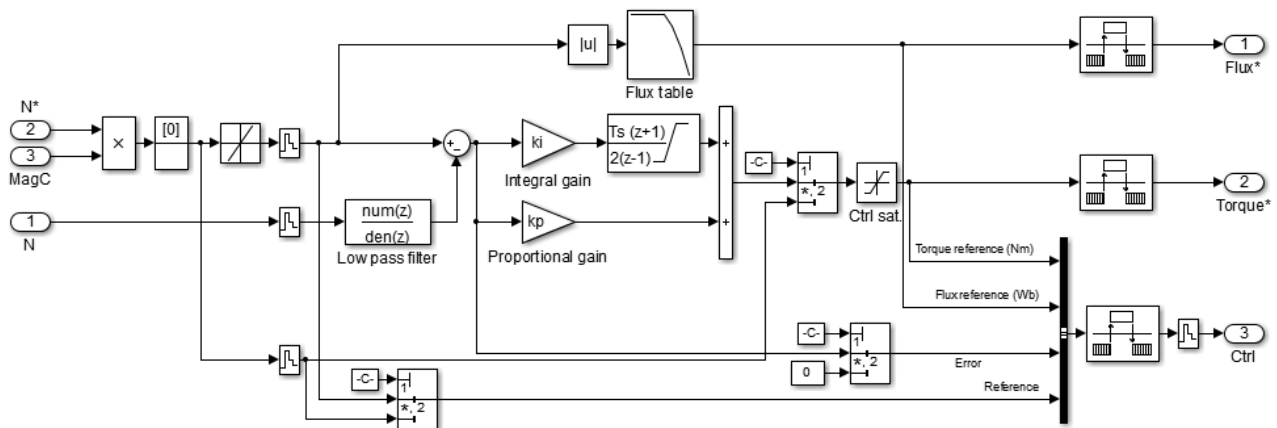 |u|
Flux table
1
Flux*
N*
2
3
MagC
×
[0]
+
−
ki
Integral gain
Ts (z+1)
2(z-1)
+
+
-C-
1
*, 2
Ctrl sat.
2
Torque*
1
N
num(z)
den(z)
Low pass filter
kp
Proportional gain
Torque reference (Nm)
Flux reference (Wb)
-C-
1
*, 2
0
Error
3
Ctrl
-C-
1
*, 2
Reference